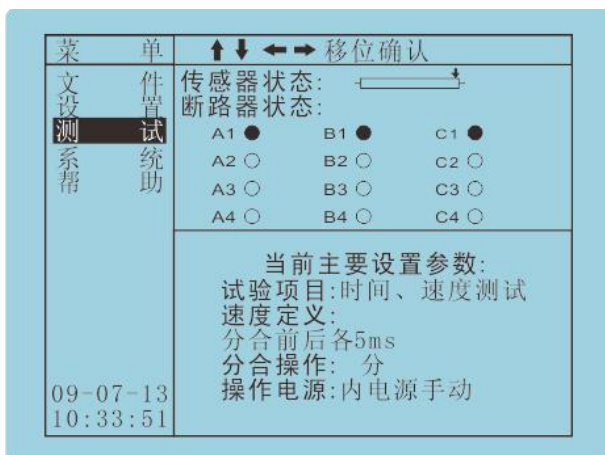 菜 单
↑↓←→移位确认
文 件
设 置
测 试
系 统
帮 助
09-07-13
10:33:51
传感器状态:
断路器状态:
A1 ● B1 ● C1 ●
A2 ○ B2 ○ C2 ○
A3 ○ B3 ○ C3 ○
A4 ○ B4 ○ C4 ○
当前主要设置参数:
试验项目:时间、速度测试
速度定义:
分合前后各5ms
分合操作: 分
操作电源:内电源手动